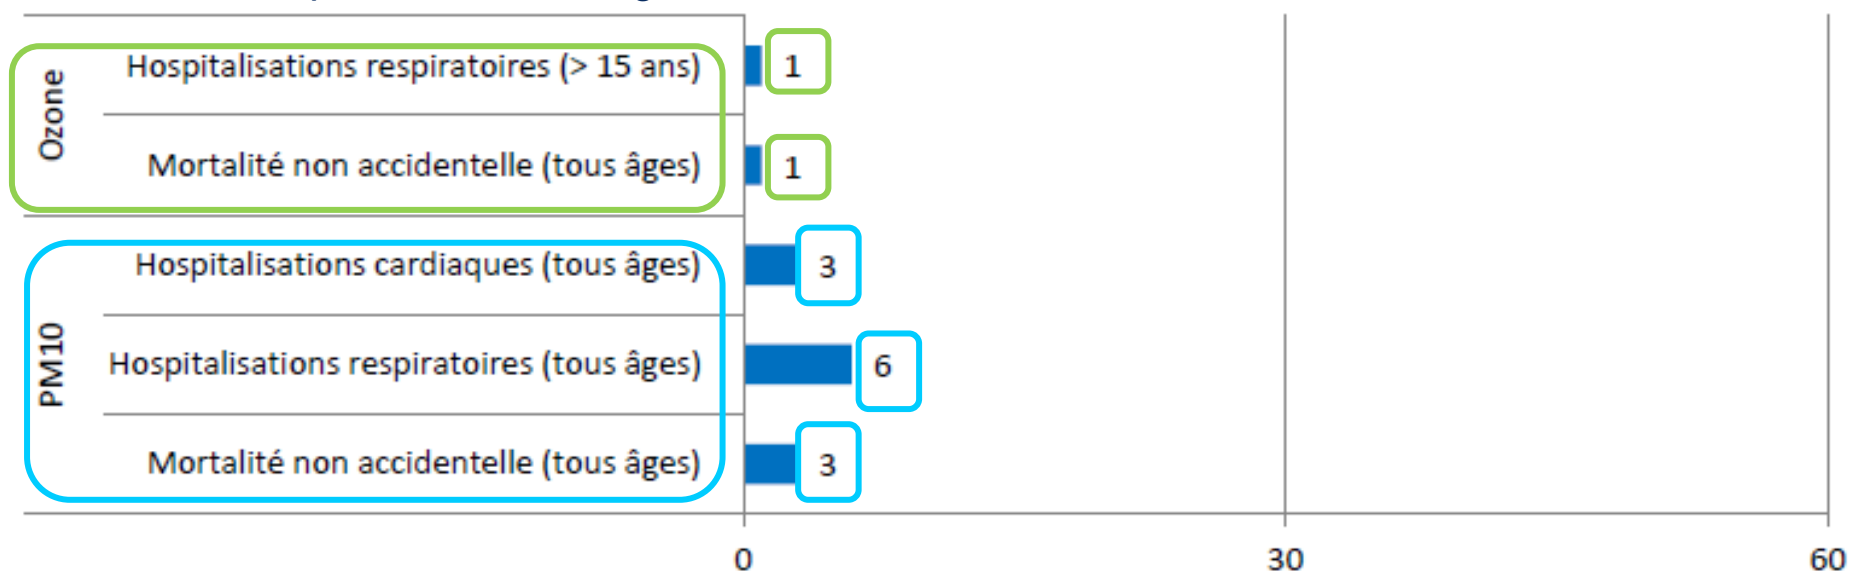 Ozone
Hospitalisations respiratoires (> 15 ans) 1
Mortalité non accidentelle (tous âges) 1
PM10
Hospitalisations cardiaques (tous âges) 3
Hospitalisations respiratoires (tous âges) 6
Mortalité non accidentelle (tous âges) 3
0 30 60